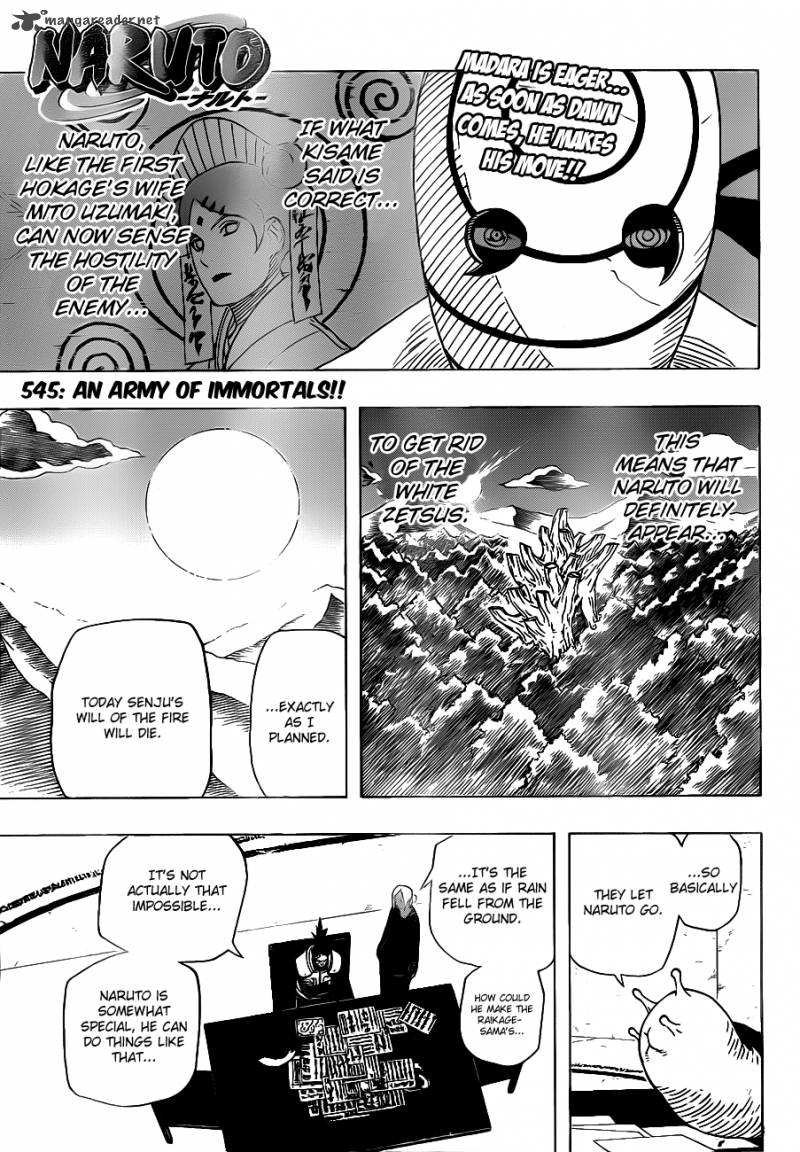 mangareader.net
NARUTO
-ナルト-
MADARA IS EAGER...
AS SOON AS DAWN
COMES, HE MAKES
HIS MOVE!!
IF WHAT
KISAME
SAID IS
CORRECT...
NARUTO,
LIKE THE FIRST
HOKAGE'S WIFE
MITO UZUMAKI,
CAN NOW SENSE
THE HOSTILITY
OF THE
ENEMY...
545: AN ARMY OF IMMORTALS!!
THIS
MEANS THAT
NARUTO WILL
DEFINITELY
APPEAR...
TO GET RID
OF THE
WHITE
ZETSUS.
...EXACTLY
AS I
PLANNED.
TODAY SENJU'S
WILL OF THE FIRE
WILL DIE.
...SO
BASICALLY
THEY LET
NARUTO GO.
...IT'S THE
SAME AS IF RAIN
FELL FROM THE
GROUND.
HOW COULD
HE MAKE THE
RAIKAGE-
SAMA'S...
IT'S NOT
ACTUALLY THAT
IMPOSSIBLE...
NARUTO IS
SOMEWHAT
SPECIAL, HE CAN
DO THINGS LIKE
THAT...